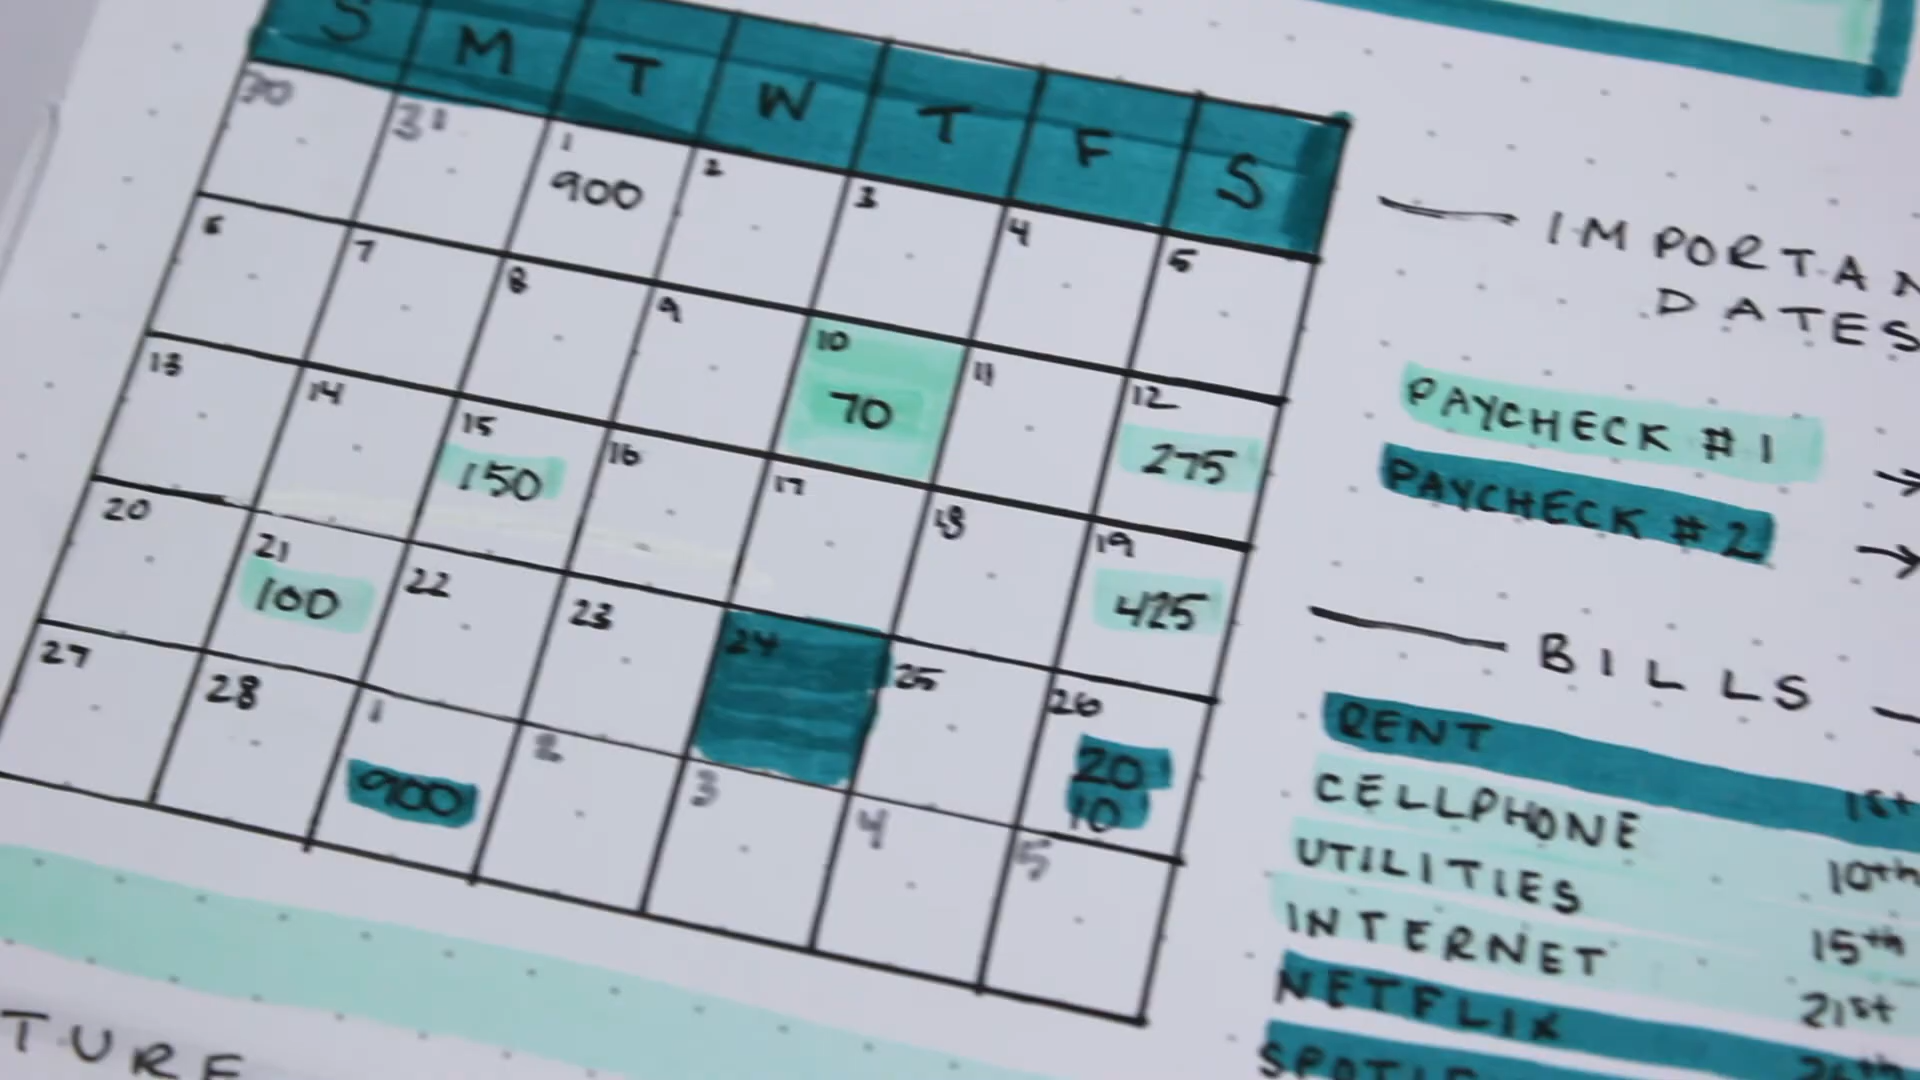 S M T W T F S
30 31 1 2 3 4 5
900
6 7 8 9 10 11 12
70 275
13 14 15 16 17 18 19
150 425
20 21 22 23 24 25 26
100 20
10
27 28 1 2 3 4 5
900
IMPORTAN
DATES
PAYCHECK #1 →
PAYCHECK #2 →
BILLS
RENT 1st
CELLPHONE 10th
UTILITIES 15th
INTERNET 21st
NETFLIX
SPOTIF
TURE